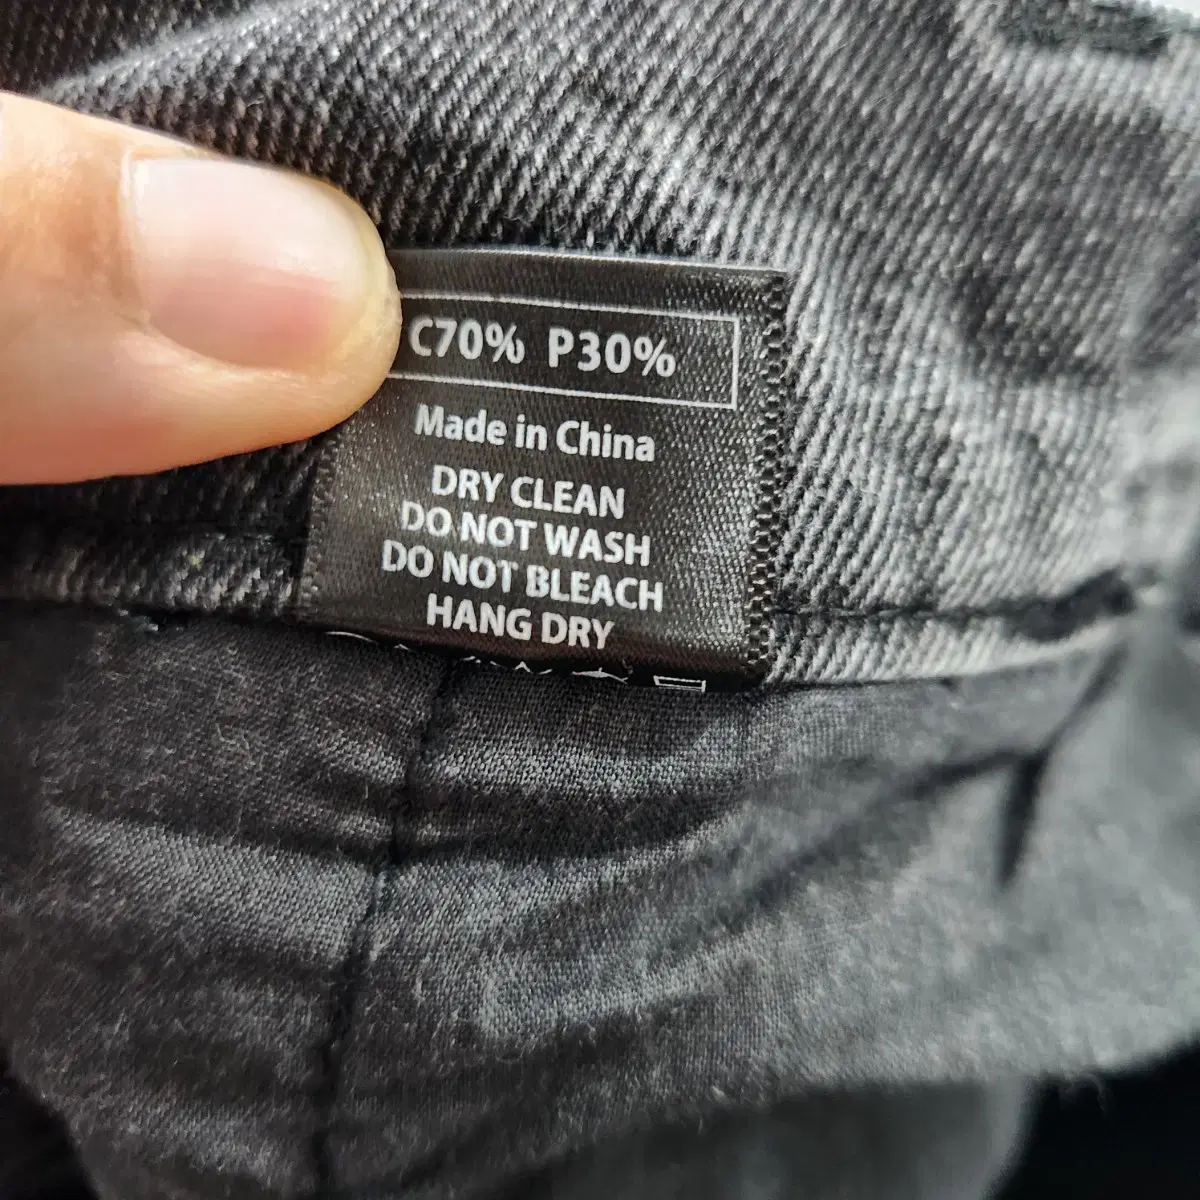 C70% P30%
Made in China
DRY CLEAN
DO NOT WASH
DO NOT BLEACH
HANG DRY